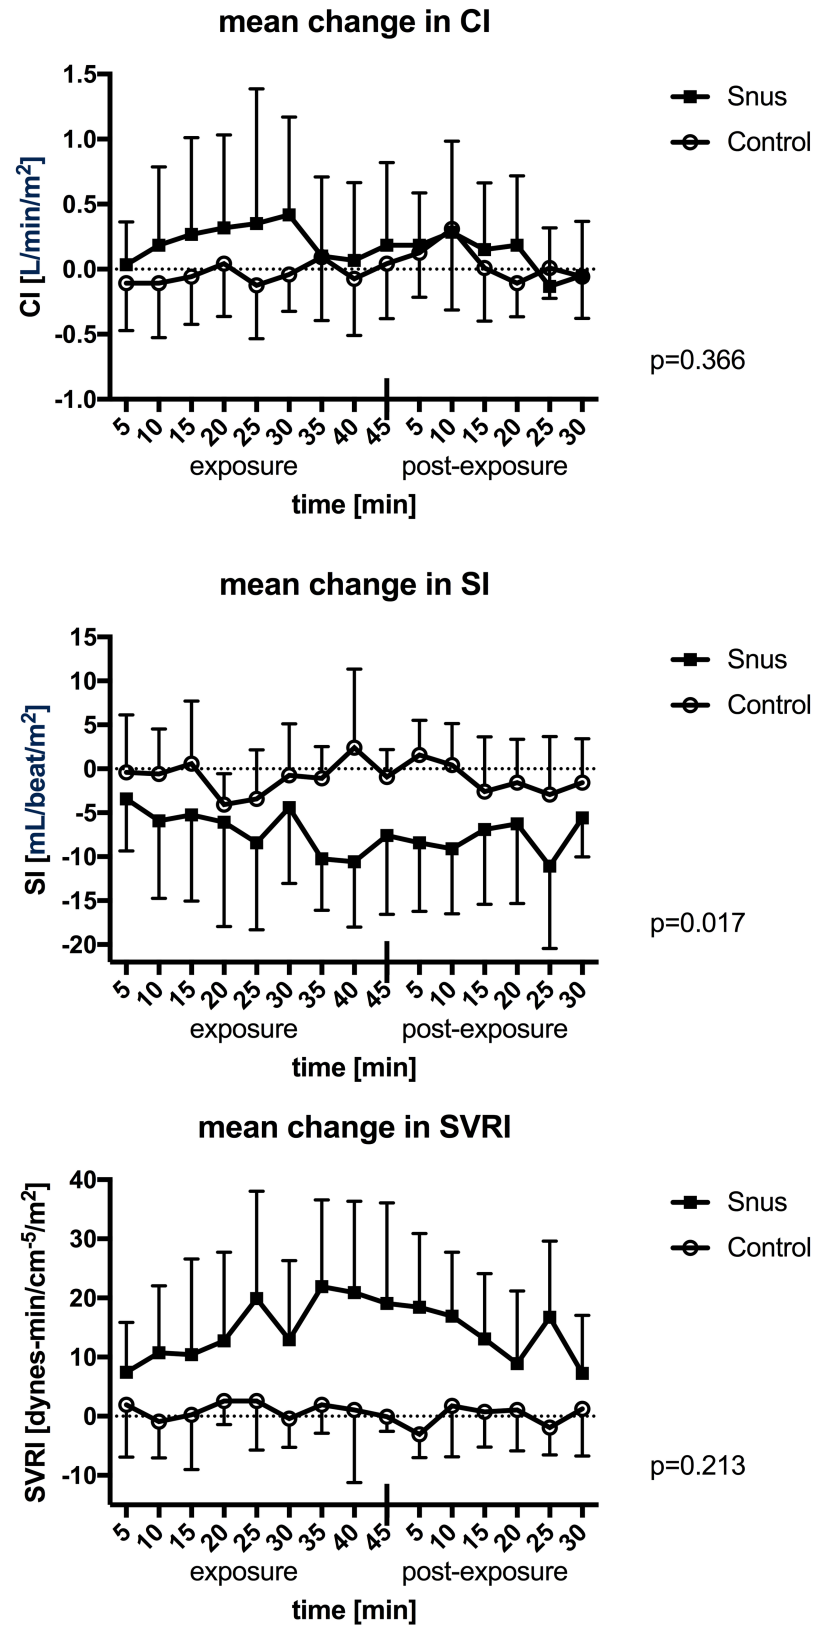 mean change in CI
CI [L/min/m²]
1.5
1.0
0.5
0.0
-0.5
-1.0
Snus
Control
p=0.366
5 10 15 20 25 30 35 40 45 5 10 15 20 25 30
exposure post-exposure
time [min]
mean change in SI
SI [mL/beat/m²]
15
10
5
0
-5
-10
-15
-20
Snus
Control
p=0.017
5 10 15 20 25 30 35 40 45 5 10 15 20 25 30
exposure post-exposure
time [min]
mean change in SVRI
SVRI [dynes-min/cm⁻⁵/m²]
40
30
20
10
0
-10
Snus
Control
p=0.213
5 10 15 20 25 30 35 40 45 5 10 15 20 25 30
exposure post-exposure
time [min]